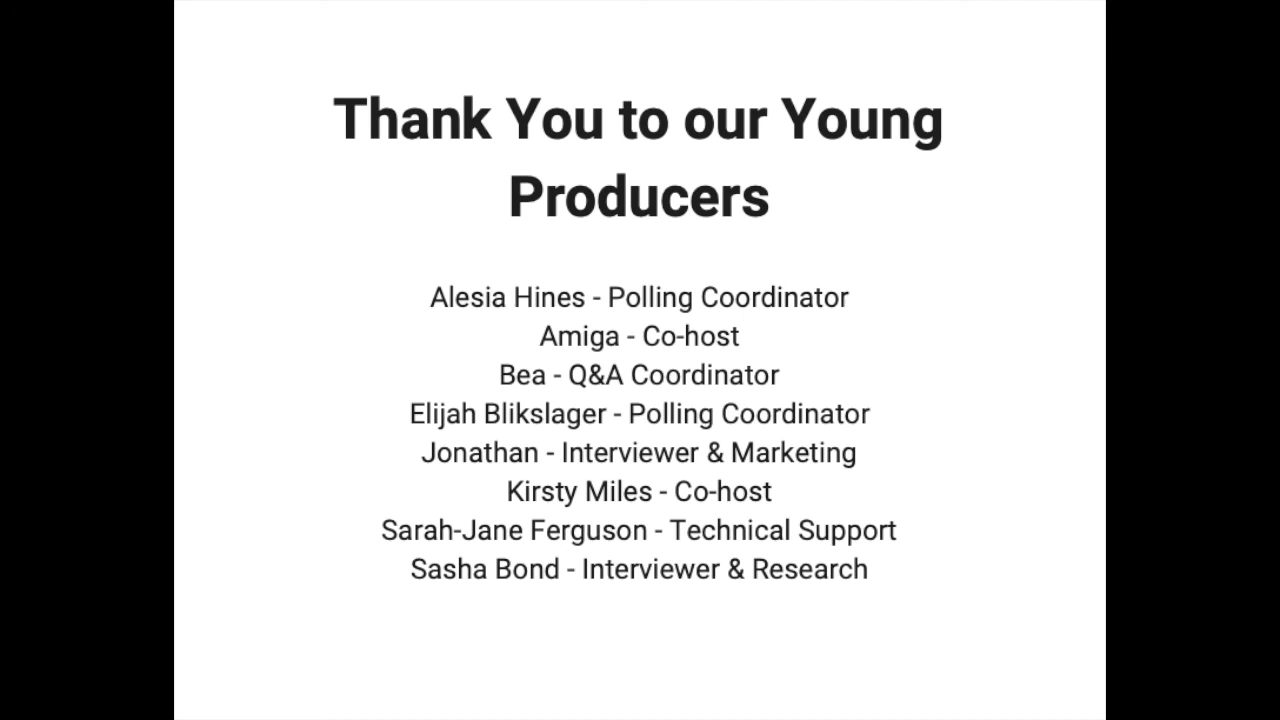 Thank You to our Young
Producers
Alesia Hines - Polling Coordinator
Amiga - Co-host
Bea - Q&A Coordinator
Elijah Blikslager - Polling Coordinator
Jonathan - Interviewer & Marketing
Kirsty Miles - Co-host
Sarah-Jane Ferguson - Technical Support
Sasha Bond - Interviewer & Research